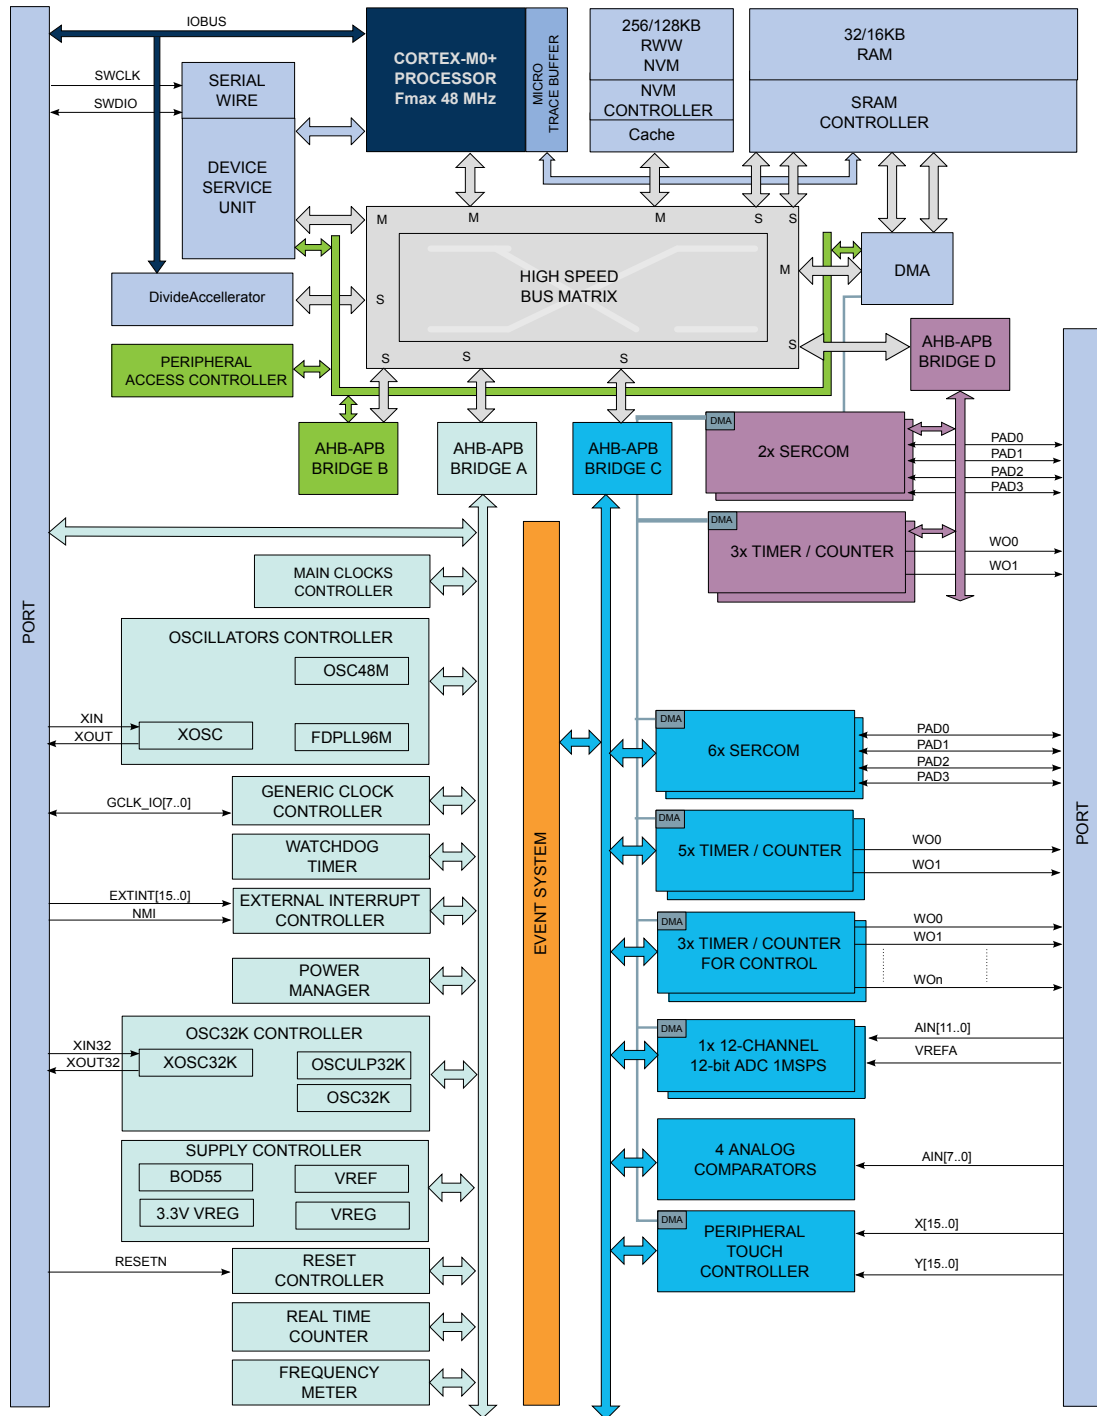 IOBUS
CORTEX-M0+
PROCESSOR
Fmax 48 MHz
MICRO
TRACE BUFFER
256/128KB
RWW
NVM
NVM
CONTROLLER
Cache
32/16KB
RAM
SRAM
CONTROLLER
SWCLK
SWDIO
SERIAL
WIRE
DEVICE
SERVICE
UNIT
M
M
M
S
S
HIGH SPEED
BUS MATRIX
M
DMA
DivideAccellerator
S
PERIPHERAL
ACCESS CONTROLLER
S
S
S
S
AHB-APB
BRIDGE D
AHB-APB
BRIDGE B
AHB-APB
BRIDGE A
AHB-APB
BRIDGE C
DMA
2x SERCOM
PAD0
PAD1
PAD2
PAD3
DMA
3x TIMER / COUNTER
WO0
WO1
PORT
MAIN CLOCKS
CONTROLLER
OSCILLATORS CONTROLLER
OSC48M
XIN
XOUT
XOSC
FDPLL96M
GCLK_IO[7..0]
GENERIC CLOCK
CONTROLLER
WATCHDOG
TIMER
EXTINT[15..0]
NMI
EXTERNAL INTERRUPT
CONTROLLER
POWER
MANAGER
OSC32K CONTROLLER
XIN32
XOUT32
XOSC32K
OSCULP32K
OSC32K
SUPPLY CONTROLLER
BOD55
VREF
3.3V VREG
VREG
RESETN
RESET
CONTROLLER
REAL TIME
COUNTER
FREQUENCY
METER
EVENT SYSTEM
DMA
6x SERCOM
PAD0
PAD1
PAD2
PAD3
DMA
5x TIMER / COUNTER
WO0
WO1
DMA
3x TIMER / COUNTER
FOR CONTROL
WO0
WO1
WOn
DMA
1x 12-CHANNEL
12-bit ADC 1MSPS
AIN[11..0]
VREFA
4 ANALOG
COMPARATORS
AIN[7..0]
DMA
PERIPHERAL
TOUCH
CONTROLLER
X[15..0]
Y[15..0]
PORT